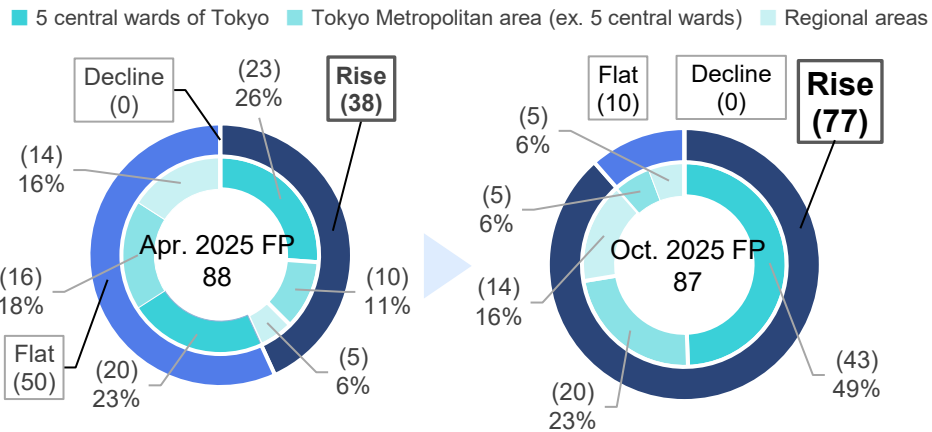 5 central wards of Tokyo
Tokyo Metropolitan area (ex. 5 central wards)
Regional areas
Decline
(0)
(23)
26%
Rise
(38)
(14)
16%
Apr. 2025 FP
88
(16)
18%
(10)
11%
Flat
(50)
(20)
23%
(5)
6%
Flat
(10)
Decline
(0)
Rise
(77)
(5)
6%
(5)
6%
Oct. 2025 FP
87
(14)
16%
(20)
23%
(43)
49%